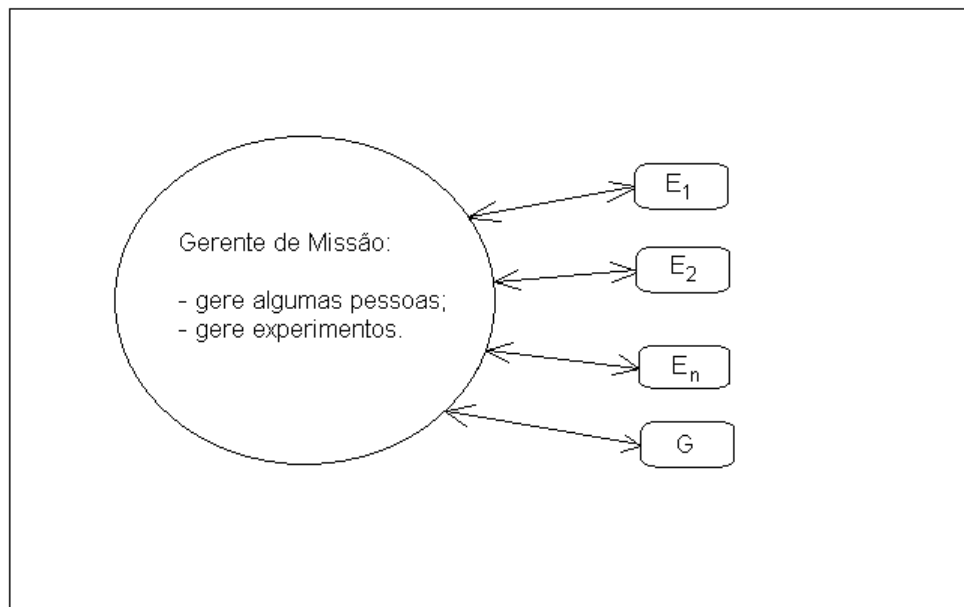 Gerente de Missão:
- gere algumas pessoas;
- gere experimentos.
E₁
E₂
Eₙ
G